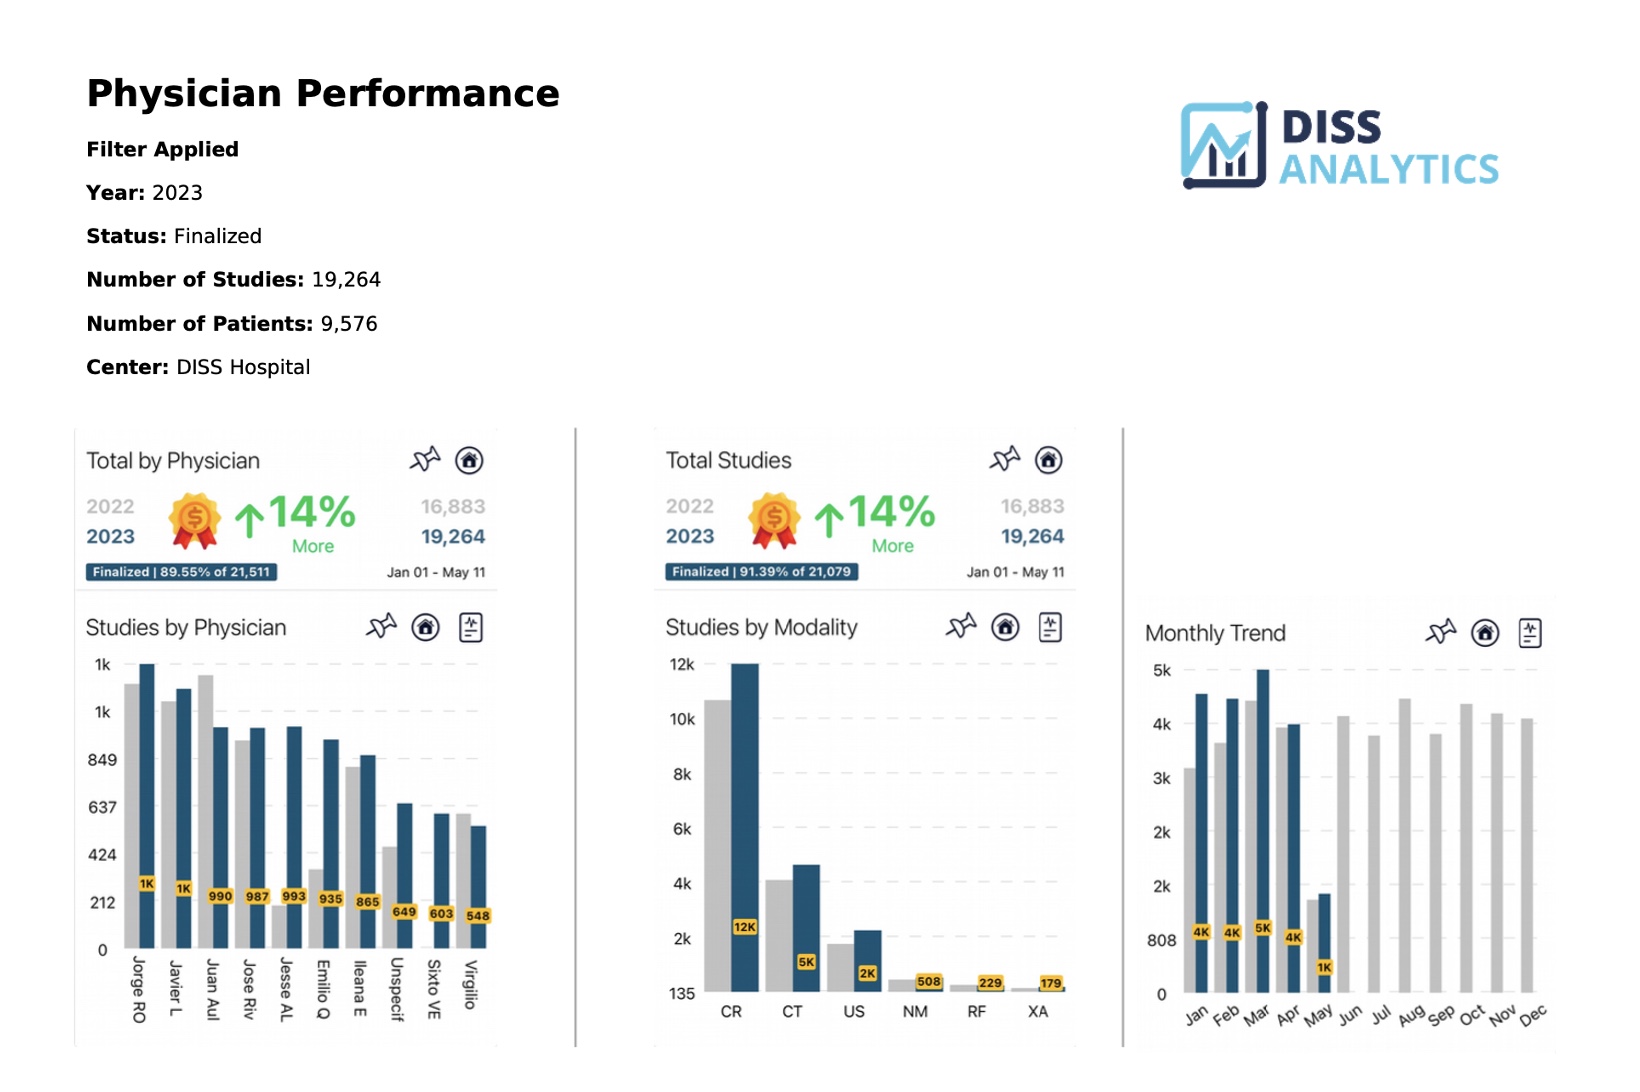 Physician Performance
DISS
ANALYTICS
Filter Applied
Year: 2023
Status: Finalized
Number of Studies: 19,264
Number of Patients: 9,576
Center: DISS Hospital
Total by Physician
2022
$
14%
More
16,883
2023
19,264
Finalized | 89.55% of 21,511
Jan 01 - May 11
Studies by Physician
1k
1k
849
637
424
212
0
1K
1K
990
987
993
935
865
649
603
548
Jorge RO
Javier L
Juan Aul
Jose Riv
Jesse AL
Emilio Q
Ileana E
Unspecif
Sixto VE
Virgilio
Total Studies
2022
$
14%
More
16,883
2023
19,264
Finalized | 91.39% of 21,079
Jan 01 - May 11
Studies by Modality
12k
10k
8k
6k
4k
2k
135
12K
5K
2K
508
229
179
CR
CT
US
NM
RF
XA
Monthly Trend
5k
4k
3k
2k
2k
808
0
4K
4K
5K
4K
1K
Jan
Feb
Mar
Apr
May
Jun
Jul
Aug
Sep
Oct
Nov
Dec